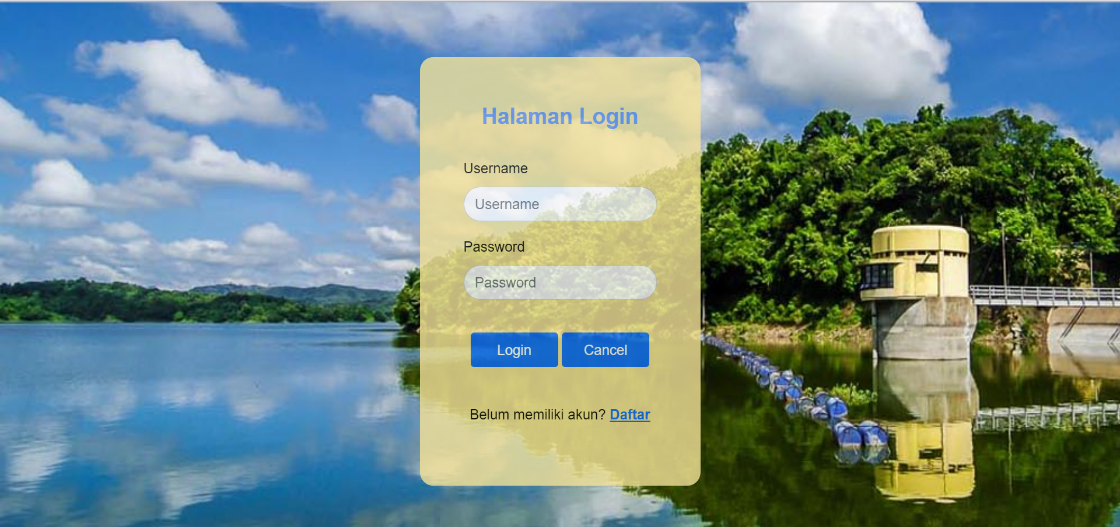 Halaman Login
Username
Username
Password
Password
Login Cancel
Belum memiliki akun? Daftar